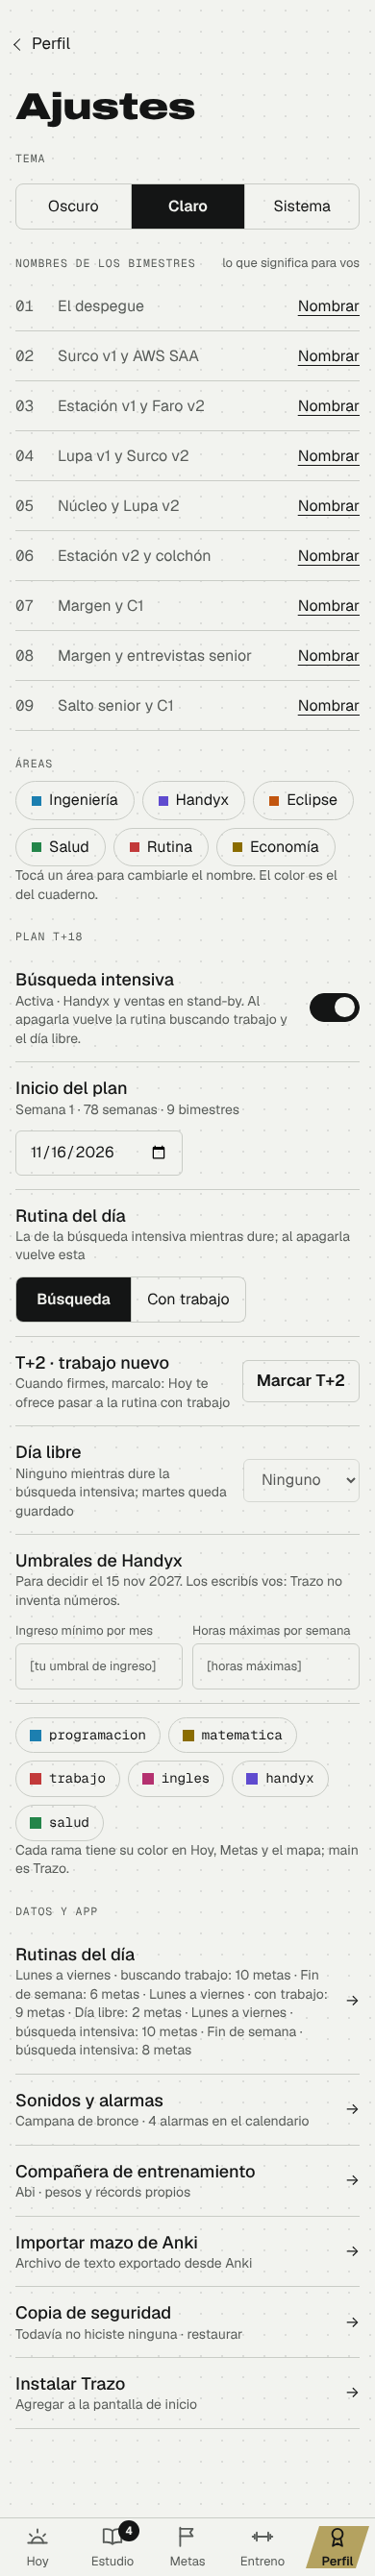 Perfil
Ajustes
TEMA
Oscuro Claro Sistema
NOMBRES DE LOS BIMESTRES lo que significa para vos
01 El despegue Nombrar
02 Surco v1 y AWS SAA Nombrar
03 Estación v1 y Faro v2 Nombrar
04 Lupa v1 y Surco v2 Nombrar
05 Núcleo y Lupa v2 Nombrar
06 Estación v2 y colchón Nombrar
07 Margen y C1 Nombrar
08 Margen y entrevistas senior Nombrar
09 Salto senior y C1 Nombrar
ÁREAS
Ingeniería Handyx Eclipse
Salud Rutina Economía
Tocá un área para cambiarle el nombre. El color es el
del cuaderno.
PLAN T+18
Búsqueda intensiva
Activa · Handyx y ventas en stand-by. Al
apagarla vuelve la rutina buscando trabajo y
el día libre.
Inicio del plan
Semana 1 · 78 semanas · 9 bimestres
11/16/2026
Rutina del día
La de la búsqueda intensiva mientras dure; al apagarla
vuelve esta
Búsqueda Con trabajo
T+2 · trabajo nuevo
Cuando firmes, marcalo: Hoy te
ofrece pasar a la rutina con trabajo
Marcar T+2
Día libre
Ninguno mientras dure la
búsqueda intensiva; martes queda
guardado
Ninguno
Umbrales de Handyx
Para decidir el 15 nov 2027. Los escribís vos: Trazo no
inventa números.
Ingreso mínimo por mes Horas máximas por semana
[tu umbral de ingreso] [horas máximas]
programacion matematica
trabajo ingles handyx
salud
Cada rama tiene su color en Hoy, Metas y el mapa; main
es Trazo.
DATOS Y APP
Rutinas del día
Lunes a viernes · buscando trabajo: 10 metas · Fin
de semana: 6 metas · Lunes a viernes · con trabajo:
9 metas · Día libre: 2 metas · Lunes a viernes ·
búsqueda intensiva: 10 metas · Fin de semana ·
búsqueda intensiva: 8 metas
Sonidos y alarmas
Campana de bronce · 4 alarmas en el calendario
Compañera de entrenamiento
Abi · pesos y récords propios
Importar mazo de Anki
Archivo de texto exportado desde Anki
Copia de seguridad
Todavía no hiciste ninguna · restaurar
Instalar Trazo
Agregar a la pantalla de inicio
4
Hoy Estudio Metas Entreno Perfil